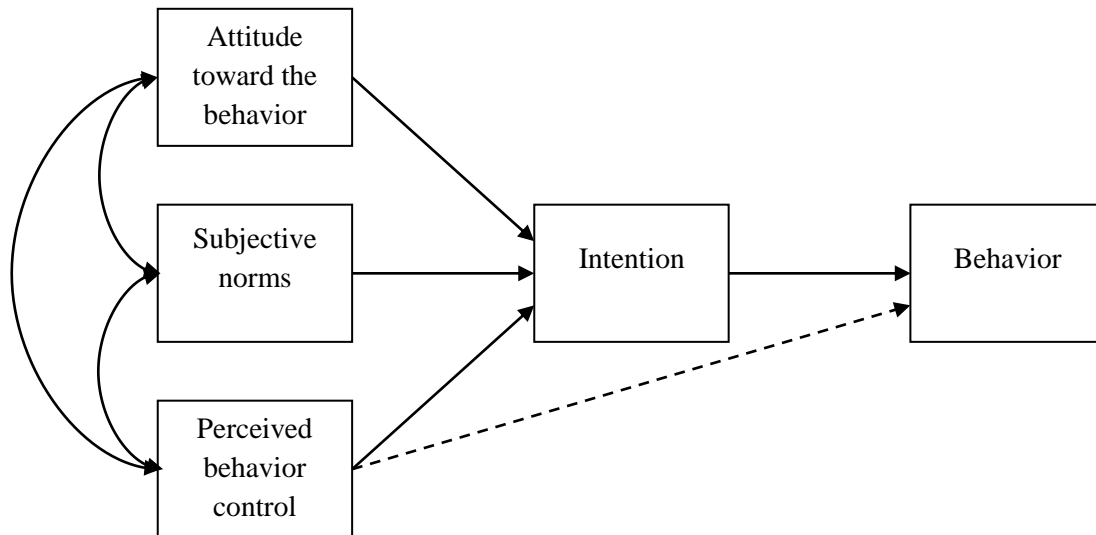 Attitude
toward the
behavior
Subjective
norms
Intention
Behavior
Perceived
behavior
control